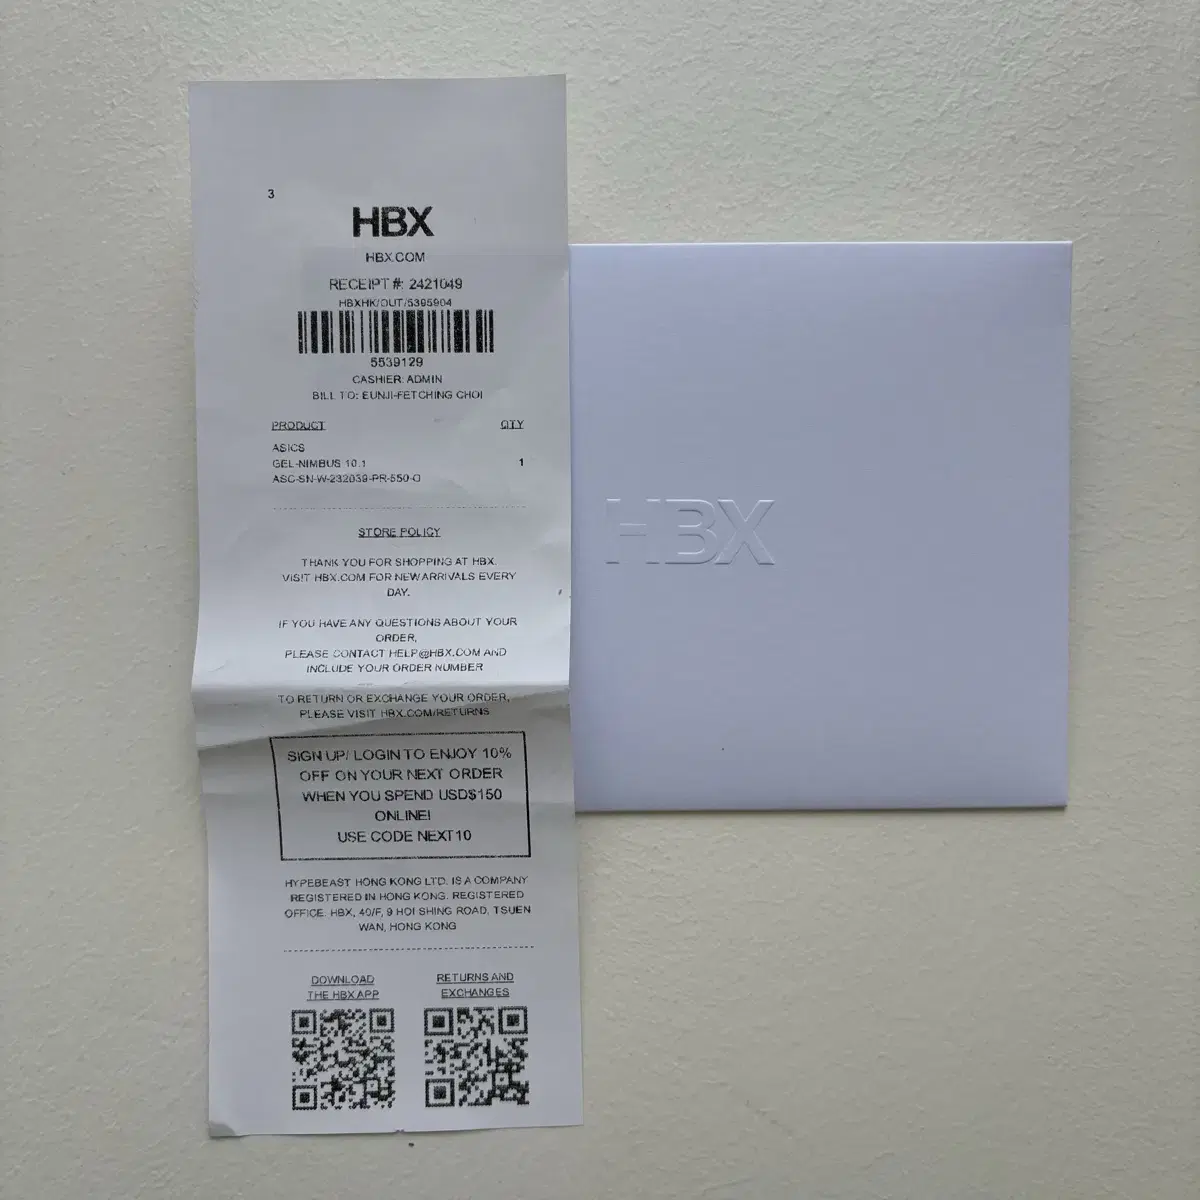 3
HBX
HBX.COM
RECEIPT #: 2421049
HBXHK/OUT/5395904
5539129
CASHIER: ADMIN
BILL TO: EUNJI-FETCHING CHOI
PRODUCT QTY
ASICS
GEL-NIMBUS 10.1 1
ASC-SN-W-232039-PR-550-O
STORE POLICY
THANK YOU FOR SHOPPING AT HBX.
VISIT HBX.COM FOR NEW ARRIVALS EVERY
DAY.
IF YOU HAVE ANY QUESTIONS ABOUT YOUR
ORDER,
PLEASE CONTACT HELP@HBX.COM AND
INCLUDE YOUR ORDER NUMBER
TO RETURN OR EXCHANGE YOUR ORDER,
PLEASE VISIT HBX.COM/RETURNS
SIGN UP/ LOGIN TO ENJOY 10%
OFF ON YOUR NEXT ORDER
WHEN YOU SPEND USD$150
ONLINE!
USE CODE NEXT10
HYPEBEAST HONG KONG LTD. IS A COMPANY
REGISTERED IN HONG KONG. REGISTERED
OFFICE: HBX, 40/F, 9 HOI SHING ROAD, TSUEN
WAN, HONG KONG
DOWNLOAD
THE HBX APP
RETURNS AND
EXCHANGES
HBX